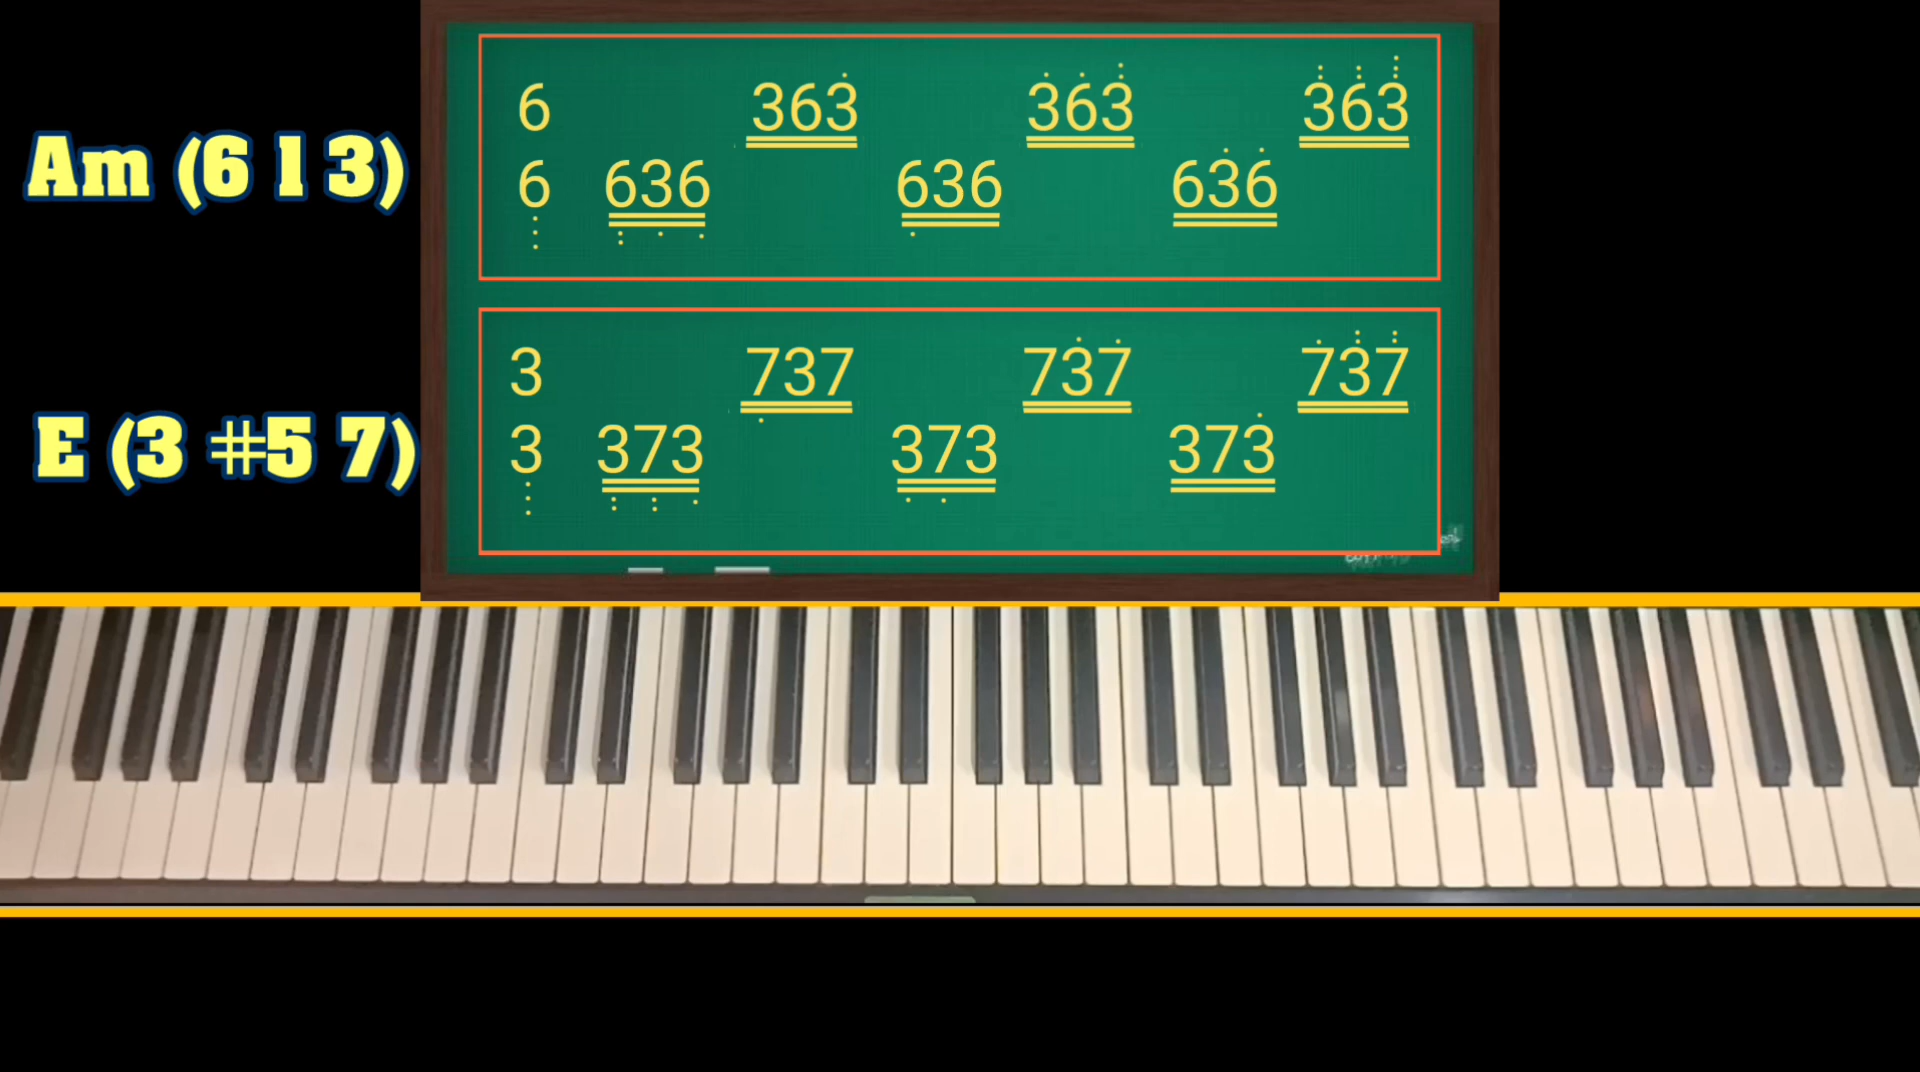 Am (6 1 3)
6 363 363 363
6 636 636 636
E (3 #5 7)
3 737 737 737
3 373 373 373